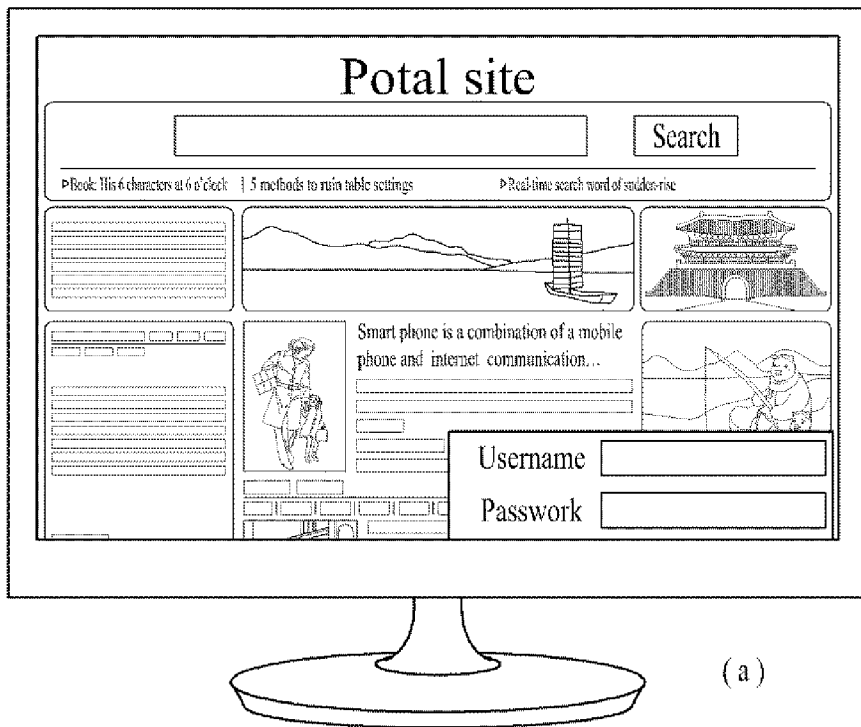 Potal site
Search
▷Book: His 6 characters at 6 o'clock | 5 methods to ruin table settings ▷Real-time search word of sudden-rise
Smart phone is a combination of a mobile
phone and internet communication...
Username
Passwork
(a)